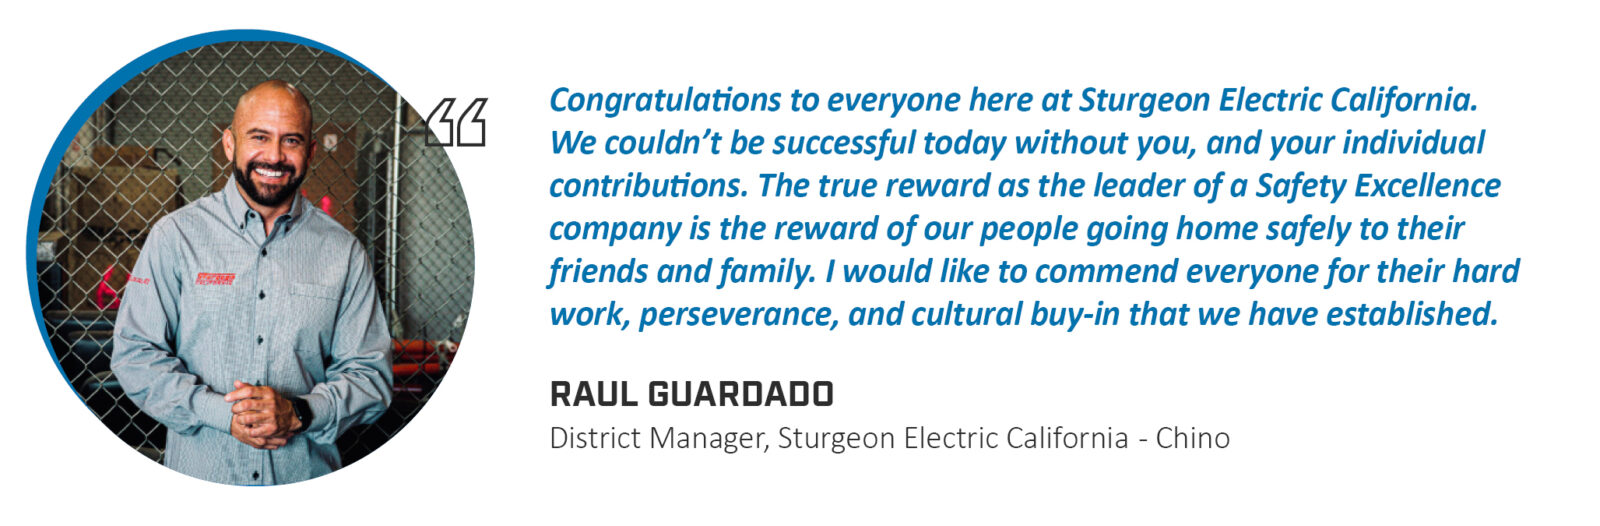 Congratulations to everyone here at Sturgeon Electric California.
We couldn’t be successful today without you, and your individual
contributions. The true reward as the leader of a Safety Excellence
company is the reward of our people going home safely to their
friends and family. I would like to commend everyone for their hard
work, perseverance, and cultural buy-in that we have established.
RAUL GUARDADO
District Manager, Sturgeon Electric California - Chino